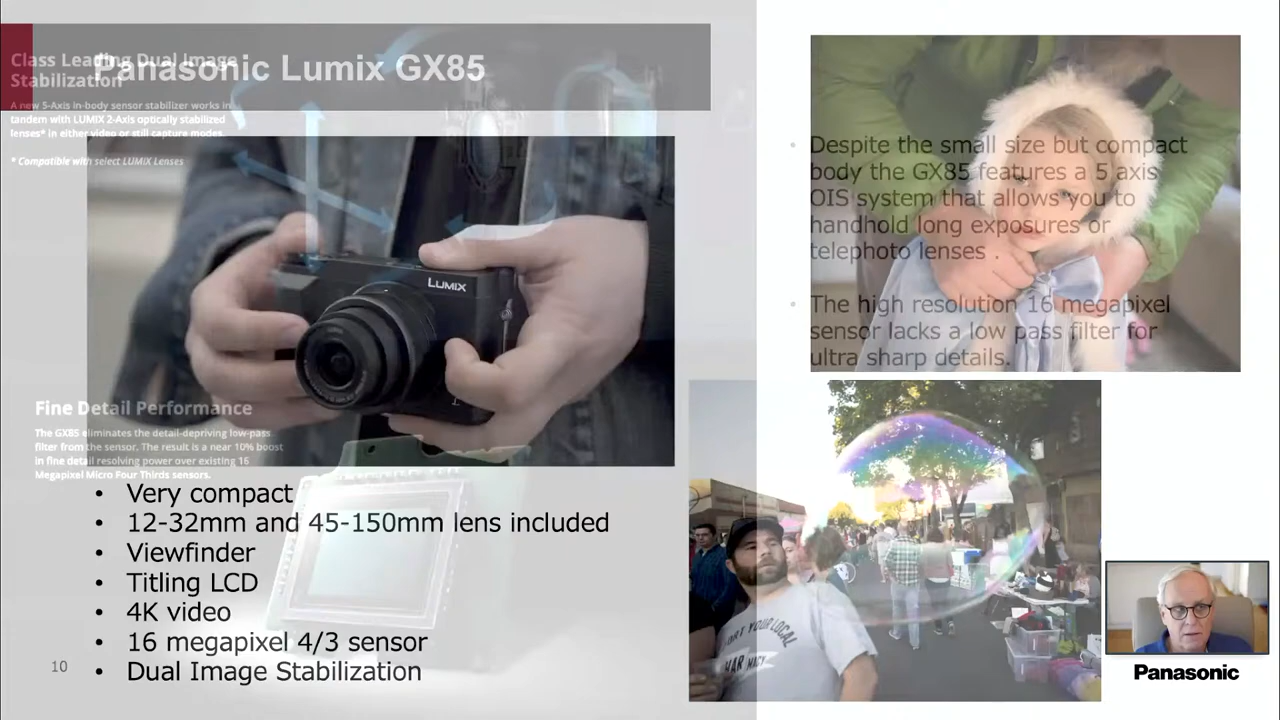 Panasonic Lumix GX85
Class Leading Dual Image
Stabilization
A new 5-Axis in-body sensor stabilizer works in
tandem with LUMIX 2-Axis optically stabilized
lenses* in either video or still capture modes.
* Compatible with select LUMIX Lenses
LUMIX
Fine Detail Performance
The GX85 eliminates the detail-depriving low-pass
filter from the sensor. The result is a near 10% boost
in fine detail resolving power over existing 16
Megapixel Micro Four Thirds sensors.
• Very compact
• 12-32mm and 45-150mm lens included
• Viewfinder
• Titling LCD
• 4K video
• 16 megapixel 4/3 sensor
• Dual Image Stabilization
10
• Despite the small size but compact
body the GX85 features a 5 axis
OIS system that allows you to
handhold long exposures or
telephoto lenses .
• The high resolution 16 megapixel
sensor lacks a low pass filter for
ultra sharp details.
YOUR LOCAL
Panasonic